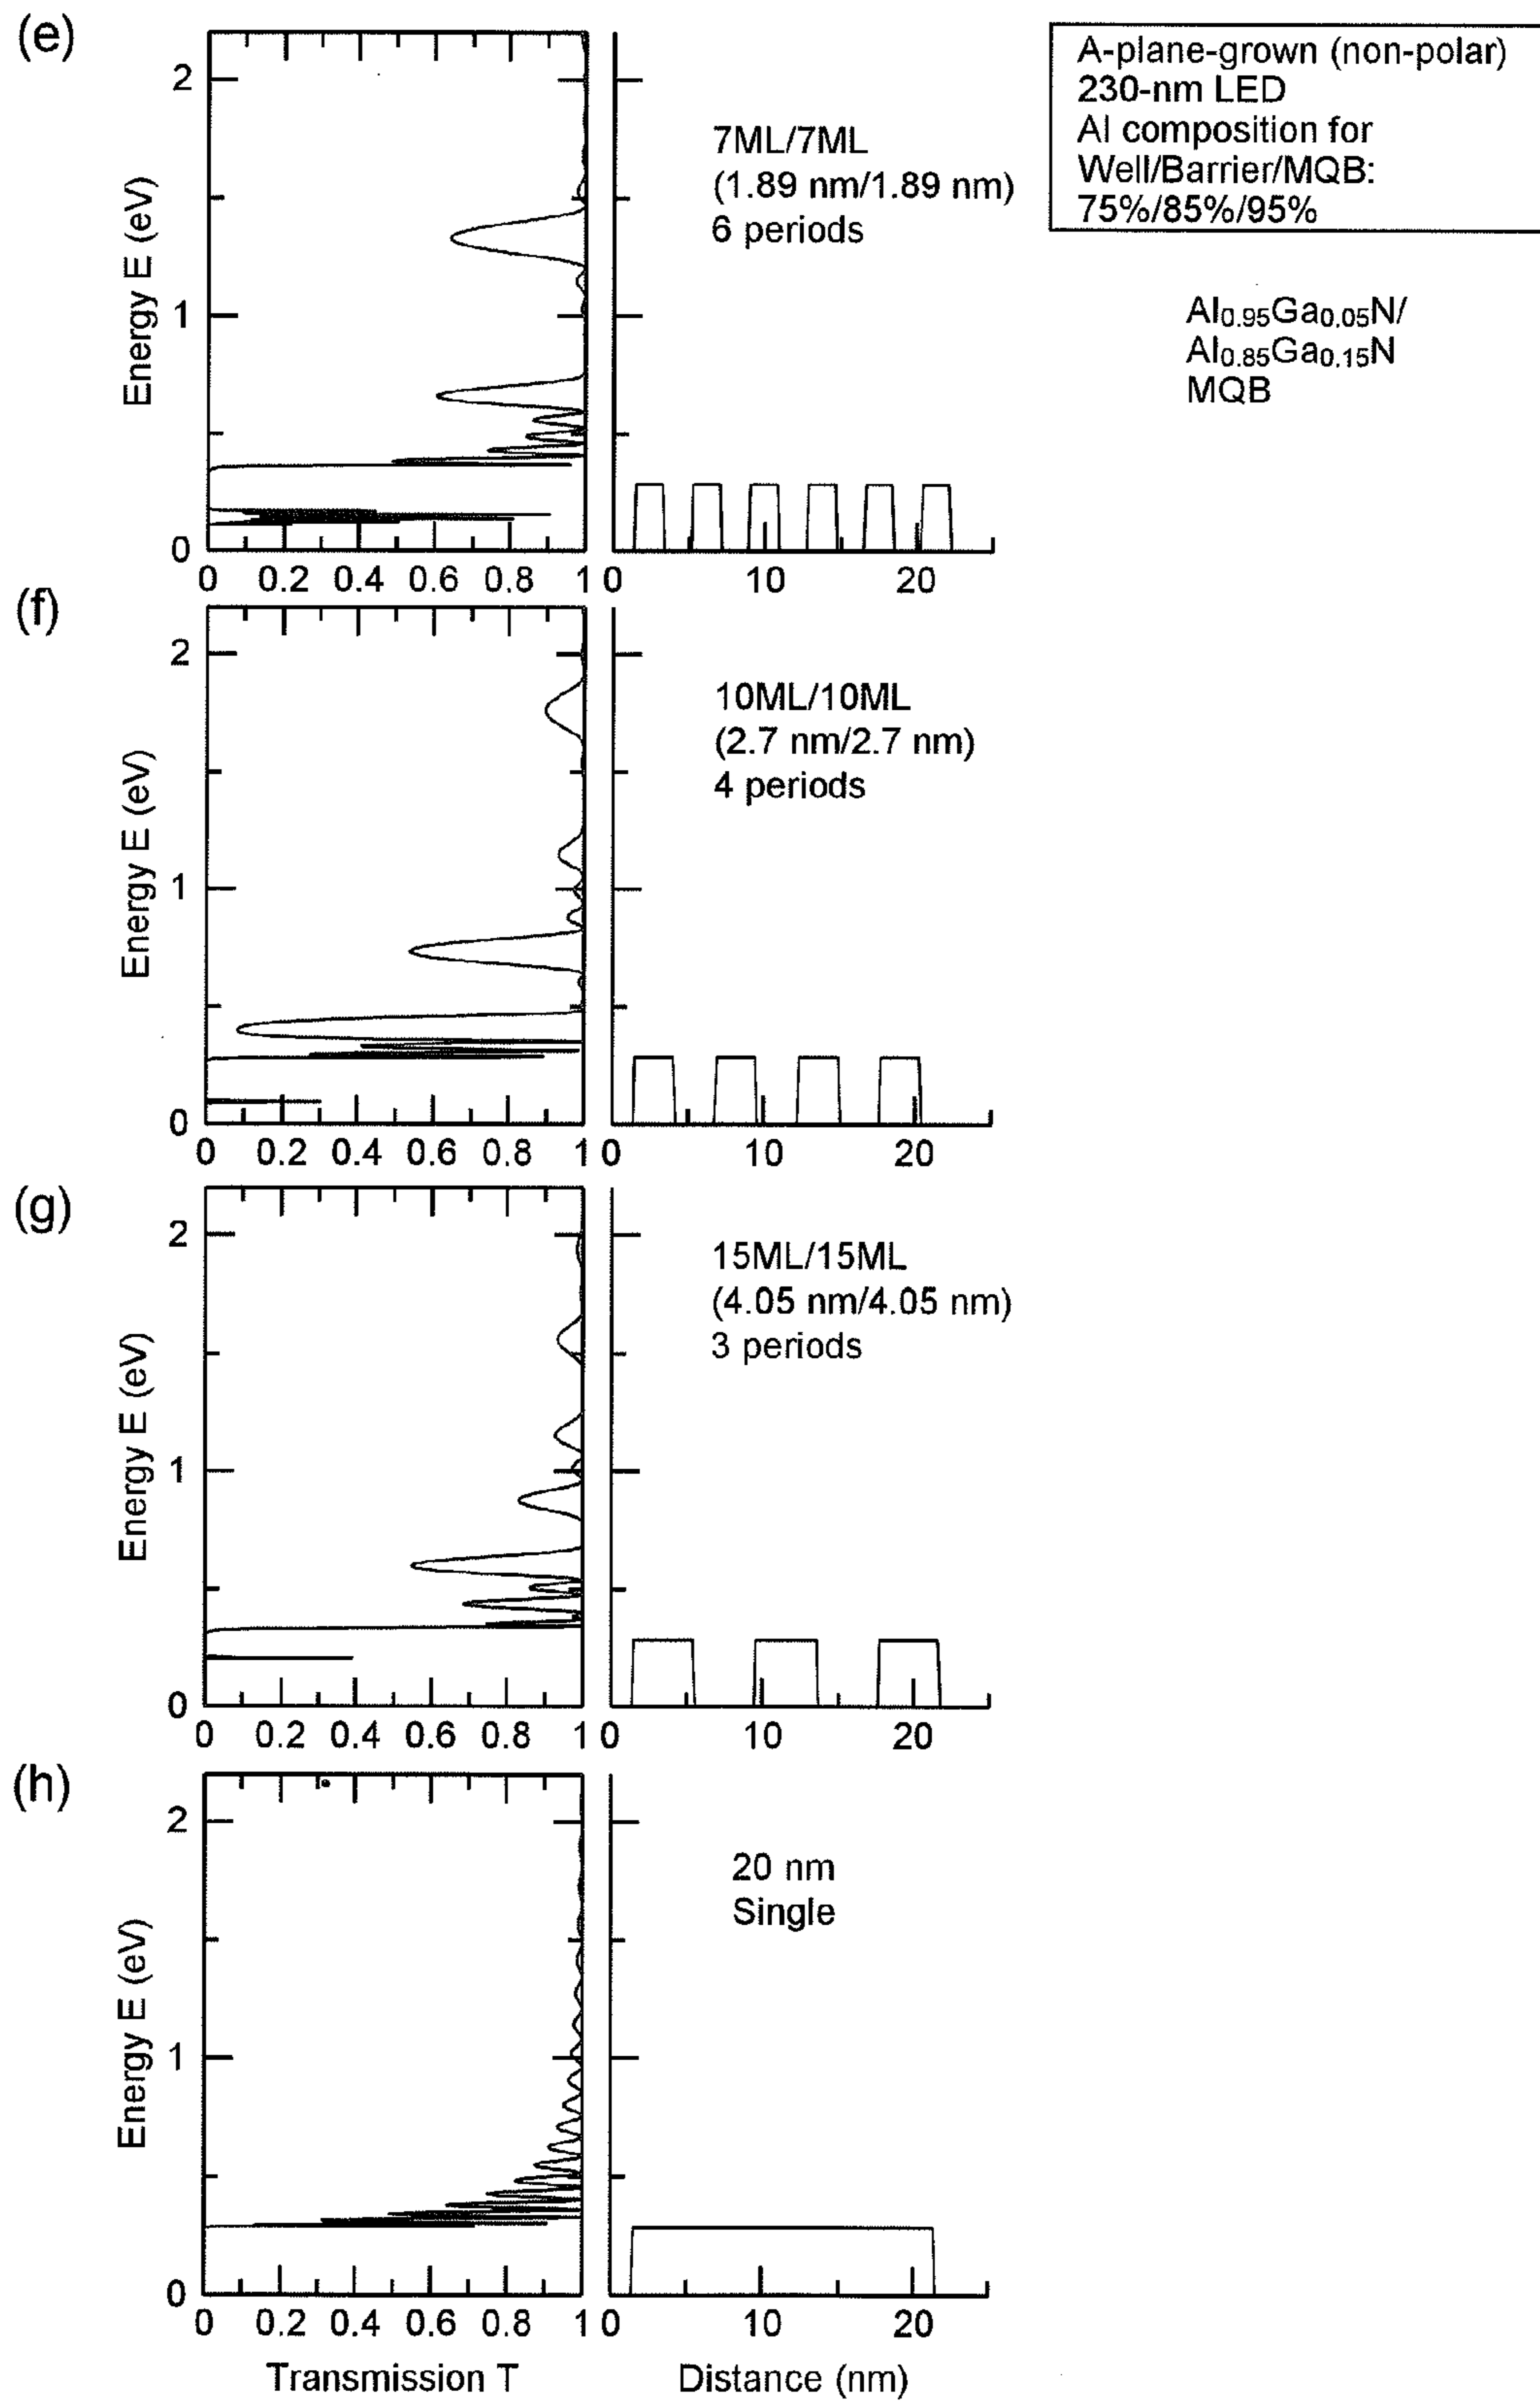 (e)
A-plane-grown (non-polar)
230-nm LED
Al composition for
Well/Barrier/MQB:
75%/85%/95%
Al0.95Ga0.05N/
Al0.85Ga0.15N
MQB
Energy E (eV)
2
1
0
7ML/7ML
(1.89 nm/1.89 nm)
6 periods
0 0.2 0.4 0.6 0.8 1 0 10 20
(f)
Energy E (eV)
2
1
0
10ML/10ML
(2.7 nm/2.7 nm)
4 periods
0 0.2 0.4 0.6 0.8 1 0 10 20
(g)
Energy E (eV)
2
1
0
15ML/15ML
(4.05 nm/4.05 nm)
3 periods
0 0.2 0.4 0.6 0.8 1 0 10 20
(h)
Energy E (eV)
2
1
0
20 nm
Single
0 0.2 0.4 0.6 0.8 1 0 10 20
Transmission T Distance (nm)